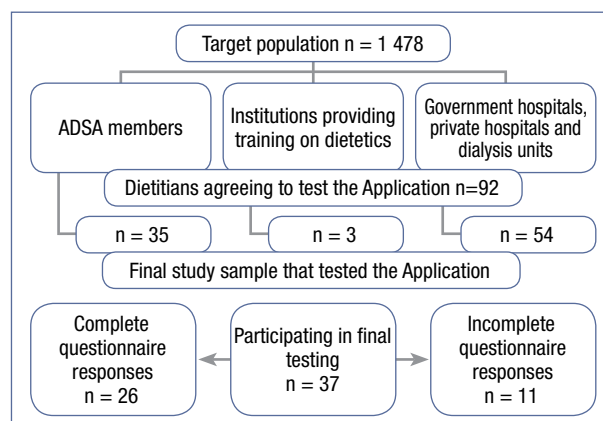 Target population n = 1 478
ADSA members
Institutions providing
training on dietetics
Government hospitals,
private hospitals and
dialysis units
Dietitians agreeing to test the Application n=92
n = 35
n = 3
n = 54
Final study sample that tested the Application
Complete
questionnaire
responses
n = 26
Participating in final
testing
n = 37
Incomplete
questionnaire
responses
n = 11